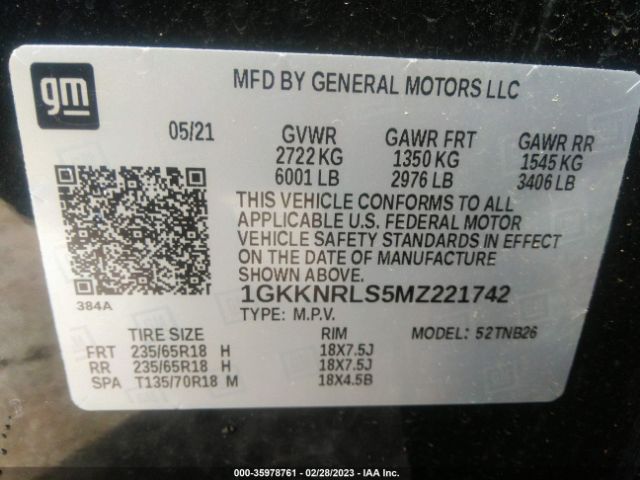 gm
MFD BY GENERAL MOTORS LLC
05/21 GVWR GAWR FRT GAWR RR
2722 KG 1350 KG 1545 KG
6001 LB 2976 LB 3406 LB
THIS VEHICLE CONFORMS TO ALL
APPLICABLE U.S. FEDERAL MOTOR
VEHICLE SAFETY STANDARDS IN EFFECT
ON THE DATE OF MANUFACTURE
SHOWN ABOVE.
1GKKNRLS5MZ221742
384A
TYPE: M.P.V.
TIRE SIZE RIM MODEL: 52TNB26
FRT 235/65R18 H 18X7.5J
RR 235/65R18 H 18X7.5J
SPA T135/70R18 M 18X4.5B
000-35978761 - 02/28/2023 - IAA Inc.